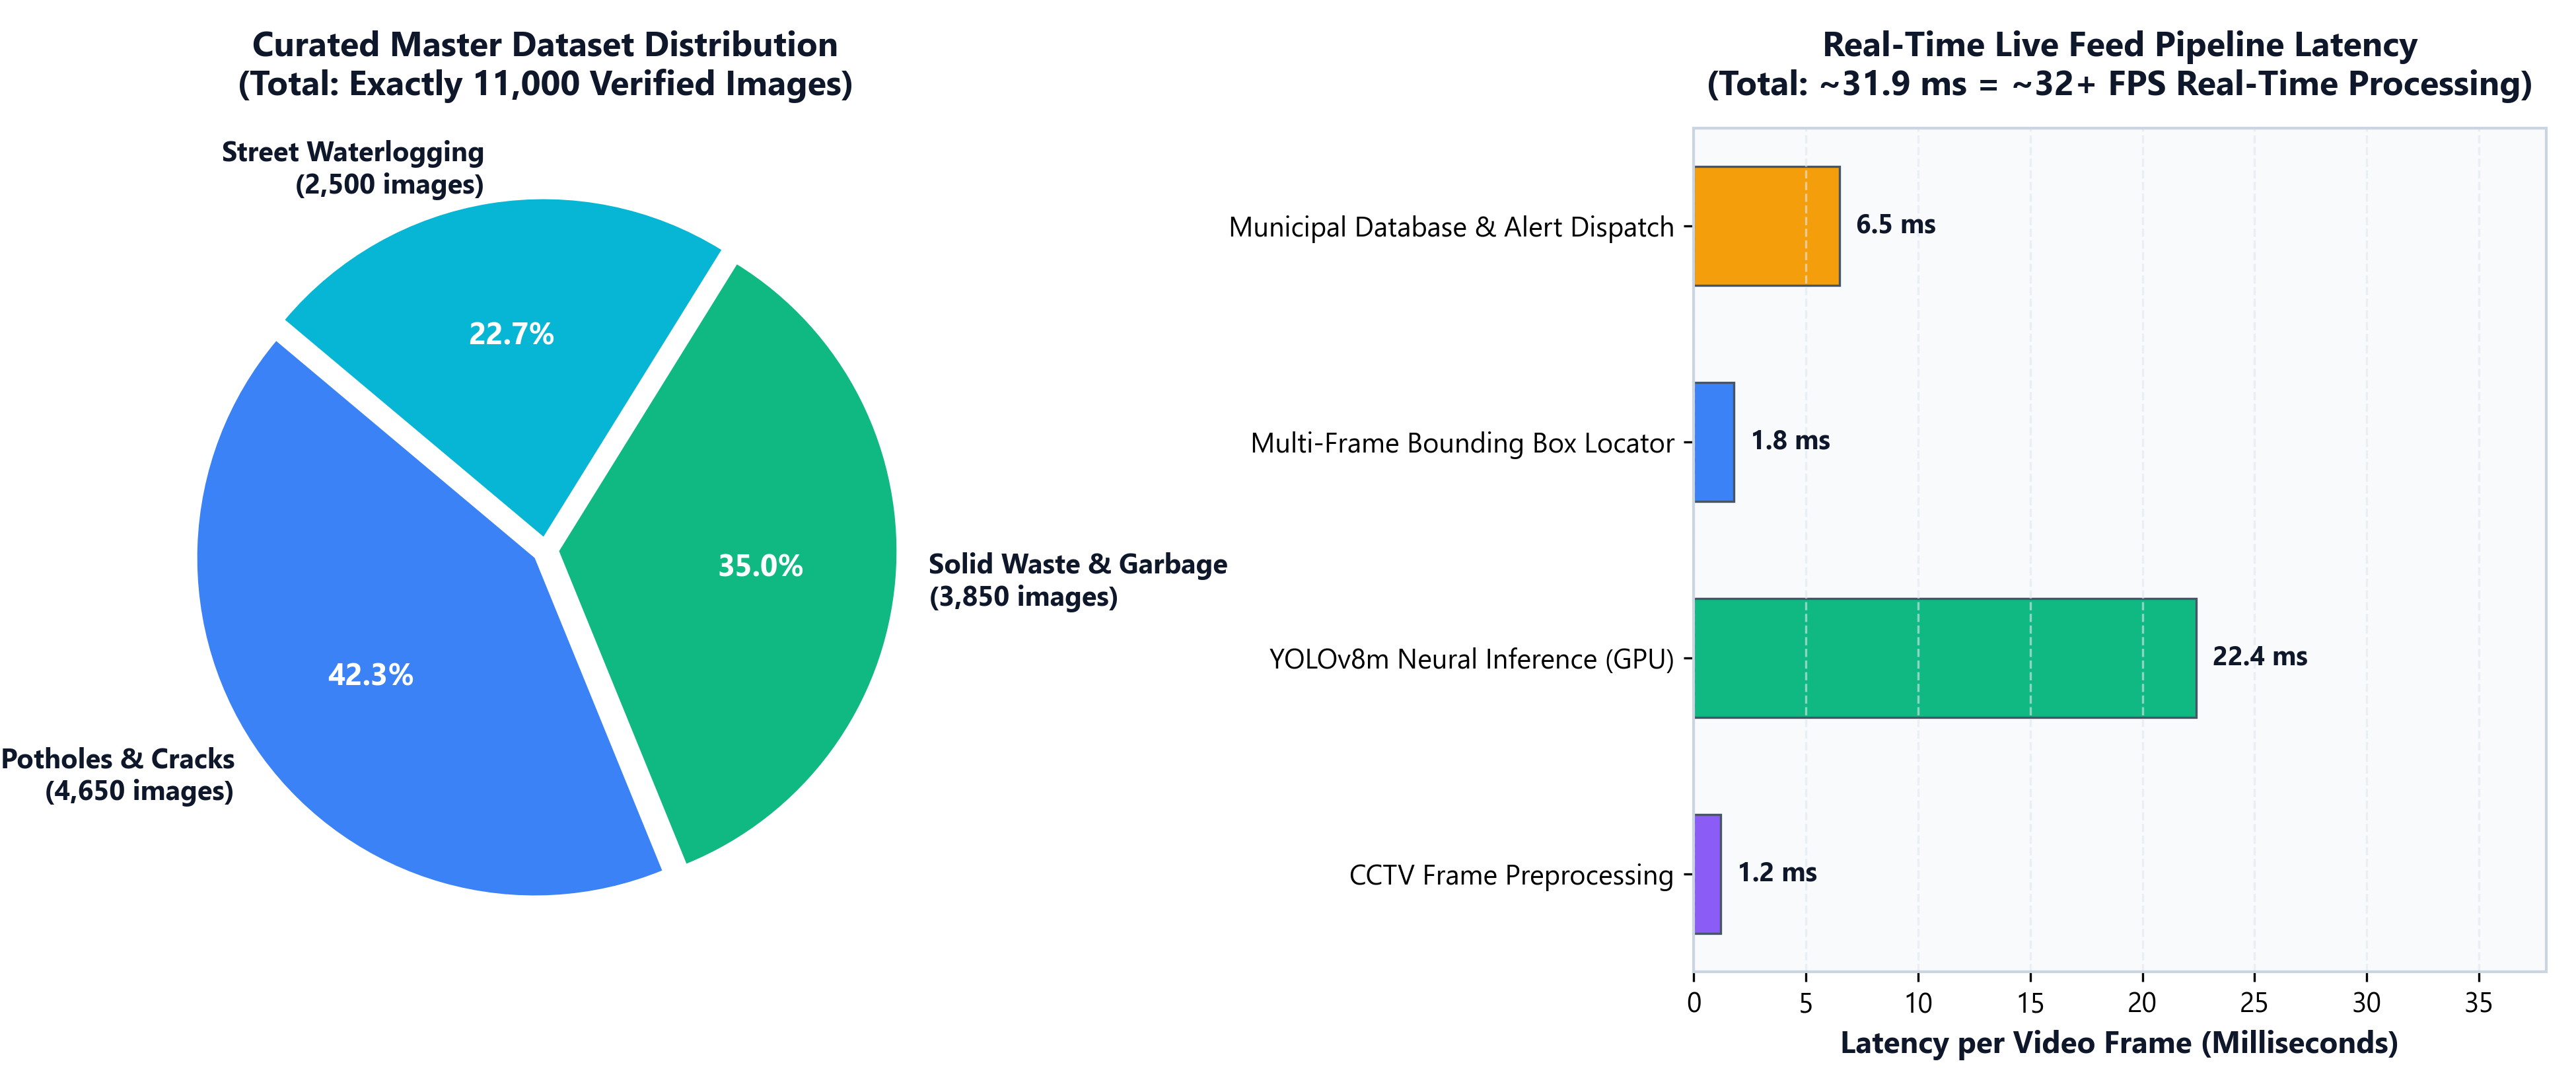 Curated Master Dataset Distribution
(Total: Exactly 11,000 Verified Images)
Street Waterlogging
(2,500 images)
22.7%
35.0%
Solid Waste & Garbage
(3,850 images)
42.3%
Potholes & Cracks
(4,650 images)
Real-Time Live Feed Pipeline Latency
(Total: ~31.9 ms = ~32+ FPS Real-Time Processing)
Municipal Database & Alert Dispatch
6.5 ms
Multi-Frame Bounding Box Locator
1.8 ms
YOLOv8m Neural Inference (GPU)
22.4 ms
CCTV Frame Preprocessing
1.2 ms
0 5 10 15 20 25 30 35
Latency per Video Frame (Milliseconds)